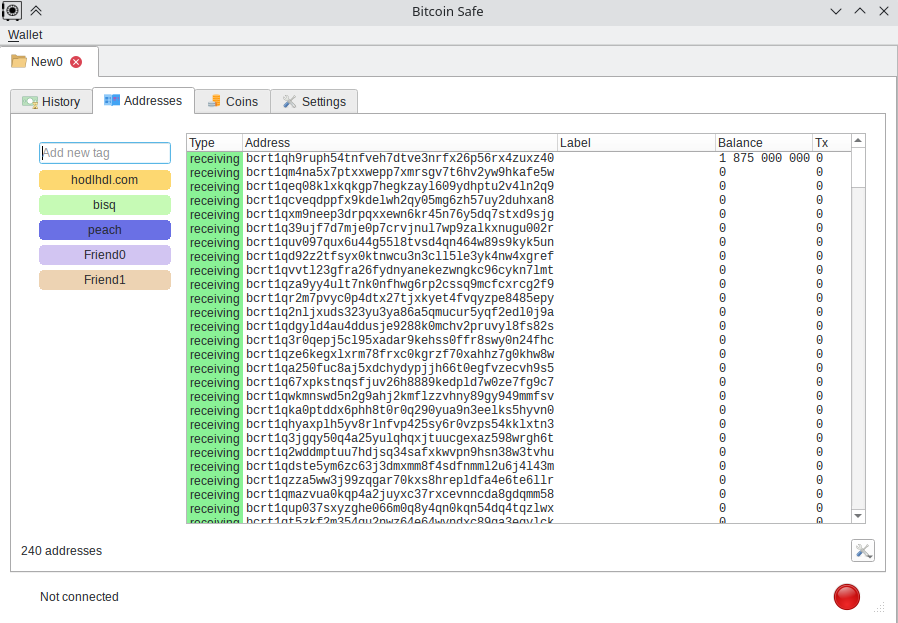 Bitcoin Safe
Wallet
New0
History Addresses Coins Settings
Add new tag
hodlhdl.com
bisq
peach
Friend0
Friend1
Type Address Label Balance Tx
receiving bcrt1qh9ruph54tnfveh7dtve3nrfx26p56rx4zuxz40 1 875 000 000 0
receiving bcrt1qm4na5x7ptxxwepp7xmrsgv7t6hv2yw9hkafe5w 0 0
receiving bcrt1qeq08klxkqkgp7hegkzayl609ydhptu2v4ln2q9 0 0
receiving bcrt1qcveqdppfx9kdelwh2qy05mg6zh57uy2duhxan8 0 0
receiving bcrt1qxm9neep3drpqxxewn6kr45n76y5dq7stxd9sjg 0 0
receiving bcrt1q39ujf7d7mje0p7crvjnul7wp9zalkxnugu002r 0 0
receiving bcrt1quv097qux6u44g55l8tvsd4qn464w89s9kyk5un 0 0
receiving bcrt1qd92z2tfsyx0ktnwcu3n3cll5le3yk4nw4xgref 0 0
receiving bcrt1qvvtl23gfra26fydnyanekezwngkc96cykn7lmt 0 0
receiving bcrt1qza9yy4ult7nk0nfhwg6rp2cssq9mcfcxrcg2f9 0 0
receiving bcrt1qr2m7pvyc0p4dtx27tjxkyet4fvqyzpe8485epy 0 0
receiving bcrt1q2nljxuds323yu3ya86a5qmucur5yqf2edl0j9a 0 0
receiving bcrt1qdgyld4au4ddusje9288k0mchv2pruvyl8fs82s 0 0
receiving bcrt1q3r0qepj5cl95xadar9kehss0ffr8swy0n24fhc 0 0
receiving bcrt1qze6kegxlxrm78frxc0kgrzf70xahhz7g0khw8w 0 0
receiving bcrt1qa250fuc8aj5xdchydypjjh66t0egfvzecvh9s5 0 0
receiving bcrt1q67xpkstnqsfjuv26h8889kedpld7w0ze7fg9c7 0 0
receiving bcrt1qwkmnswd5n2g9ahj2kmflzzvhny89gy949mmfsv 0 0
receiving bcrt1qka0ptddx6phh8t0r0q290yua9n3eelks5hyvn0 0 0
receiving bcrt1qhyaxplh5yv8rlnfvp425sy6r0vzps54kklxtn3 0 0
receiving bcrt1q3jgqy50q4a25yulqhqxjtuucgexaz598wrgh6t 0 0
receiving bcrt1q2wddmptuu7hdjsq34safxkwvpn9hsn38w3tvhu 0 0
receiving bcrt1qdste5ym6zc63j3dmxmm8f4sdfnmml2u6j4l43m 0 0
receiving bcrt1qzza5ww3j99zqgar70kxs8hrepldfa4e6te6llr 0 0
receiving bcrt1qmazvua0kqp4a2juyxc37rxcevnncda8gdqmm58 0 0
receiving bcrt1qup037sxyzghe066m0q8y4qn0kqn54dq4tqzlwx 0 0
receiving 0 0
240 addresses
Not connected